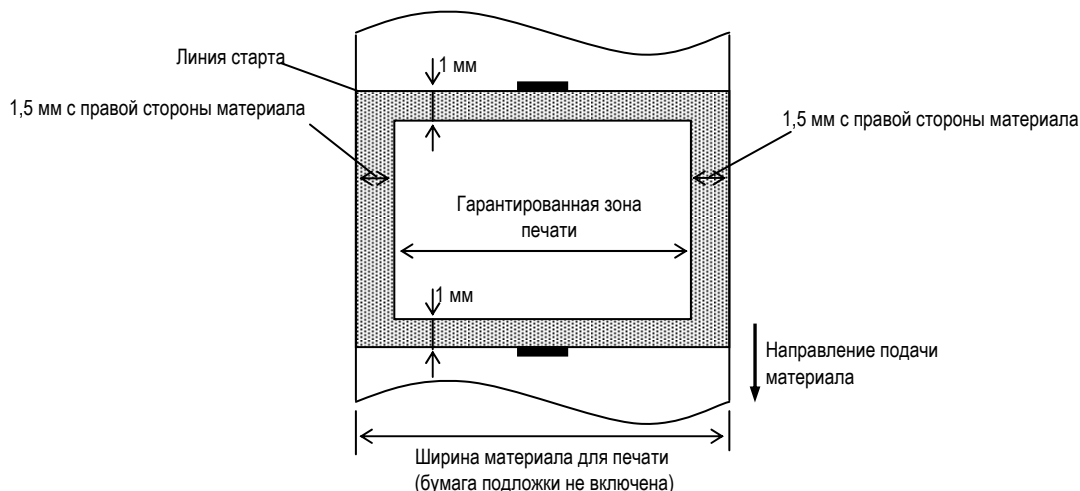 Линия старта
1 мм
1,5 мм с правой стороны материала
1,5 мм с правой стороны материала
Гарантированная зона
печати
1 мм
Направление подачи
материала
Ширина материала для печати
(бумага подложки не включена)